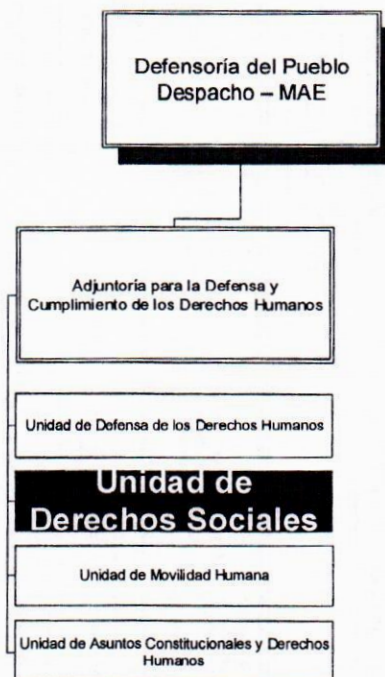 Defensoría del Pueblo
Despacho – MAE
Adjuntoría para la Defensa y
Cumplimiento de los Derechos Humanos
Unidad de Defensa de los Derechos Humanos
Unidad de
Derechos Sociales
Unidad de Movilidad Humana
Unidad de Asuntos Constitucionales y Derechos
Humanos